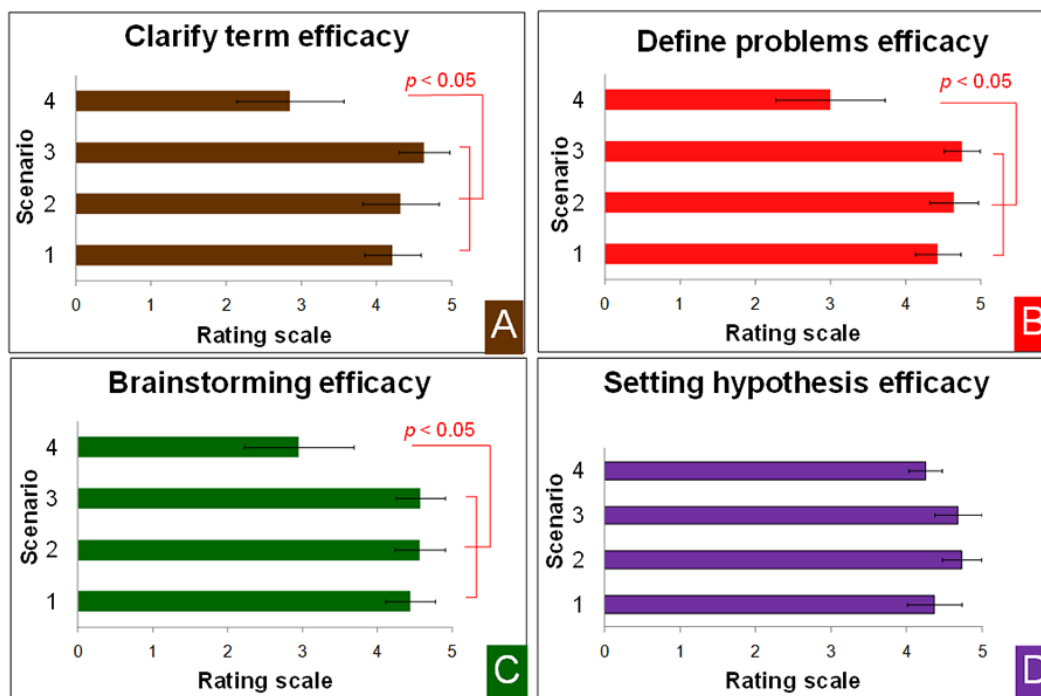 Clarify term efficacy
p < 0.05
4
3
2
1
Scenario
0 1 2 3 4 5
Rating scale
A
Define problems efficacy
p < 0.05
4
3
2
1
Scenario
0 1 2 3 4 5
Rating scale
B
Brainstorming efficacy
p < 0.05
4
3
2
1
Scenario
0 1 2 3 4 5
Rating scale
C
Setting hypothesis efficacy
4
3
2
1
Scenario
0 1 2 3 4 5
Rating scale
D